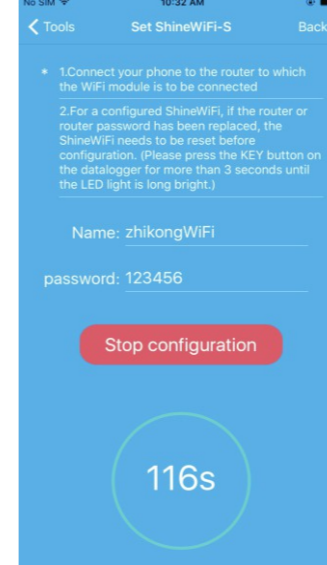 No SIM 10:32 AM
Tools Set ShineWiFi-S Back
* 1.Connect your phone to the router to which
the WiFi module is to be connected
2.For a configured ShineWiFi, if the router or
router password has been replaced, the
ShineWiFi needs to be reset before
configuration. (Please press the KEY button on
the datalogger for more than 3 seconds until
the LED light is long bright.)
Name: zhikongWiFi
password: 123456
Stop configuration
116s